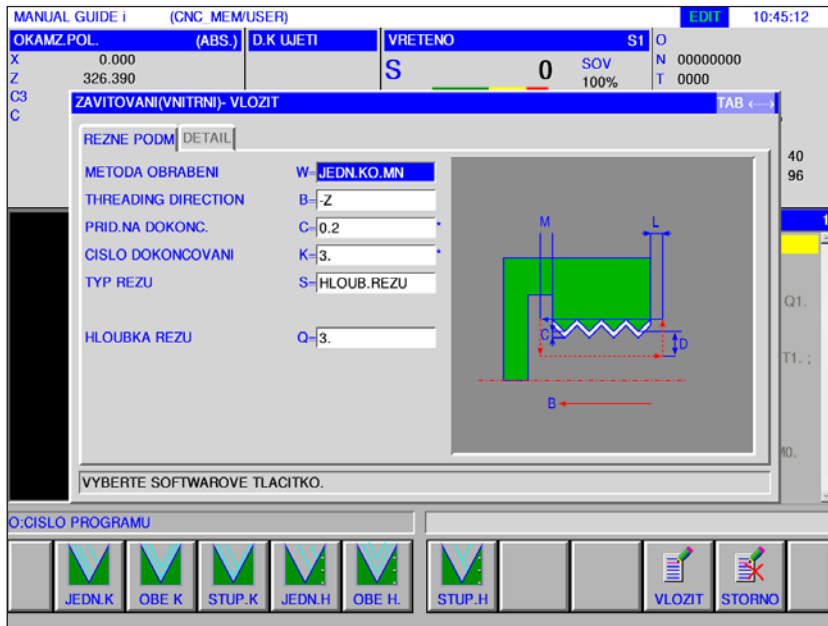 MANUAL GUIDE i (CNC_MEM/USER) EDIT 10:45:12
OKAMZ.POL. (ABS.) D.K UJETI VRETENO S1 O
X 0.000 S 0 SOV N 00000000
Z 326.390 100% T 0000
C3
C
ZAVITOVANI(VNITRNI)- VLOZIT TAB
REZNE PODM DETAIL
METODA OBRABENI W= JEDN.KO.MN
THREADING DIRECTION B= -Z
PRID.NA DOKONC. C= 0.2 *
CISLO DOKONCOVANI K= 3. *
TYP REZU S= HLOUB.REZU
HLOUBKA REZU Q= 3.
M L
C D
B
40
96
1
Q1.
T1. ;
M0.
VYBERTE SOFTWAROVE TLACITKO.
O:CISLO PROGRAMU
JEDN.K OBE K STUP.K JEDN.H OBE H. STUP.H VLOZIT STORNO